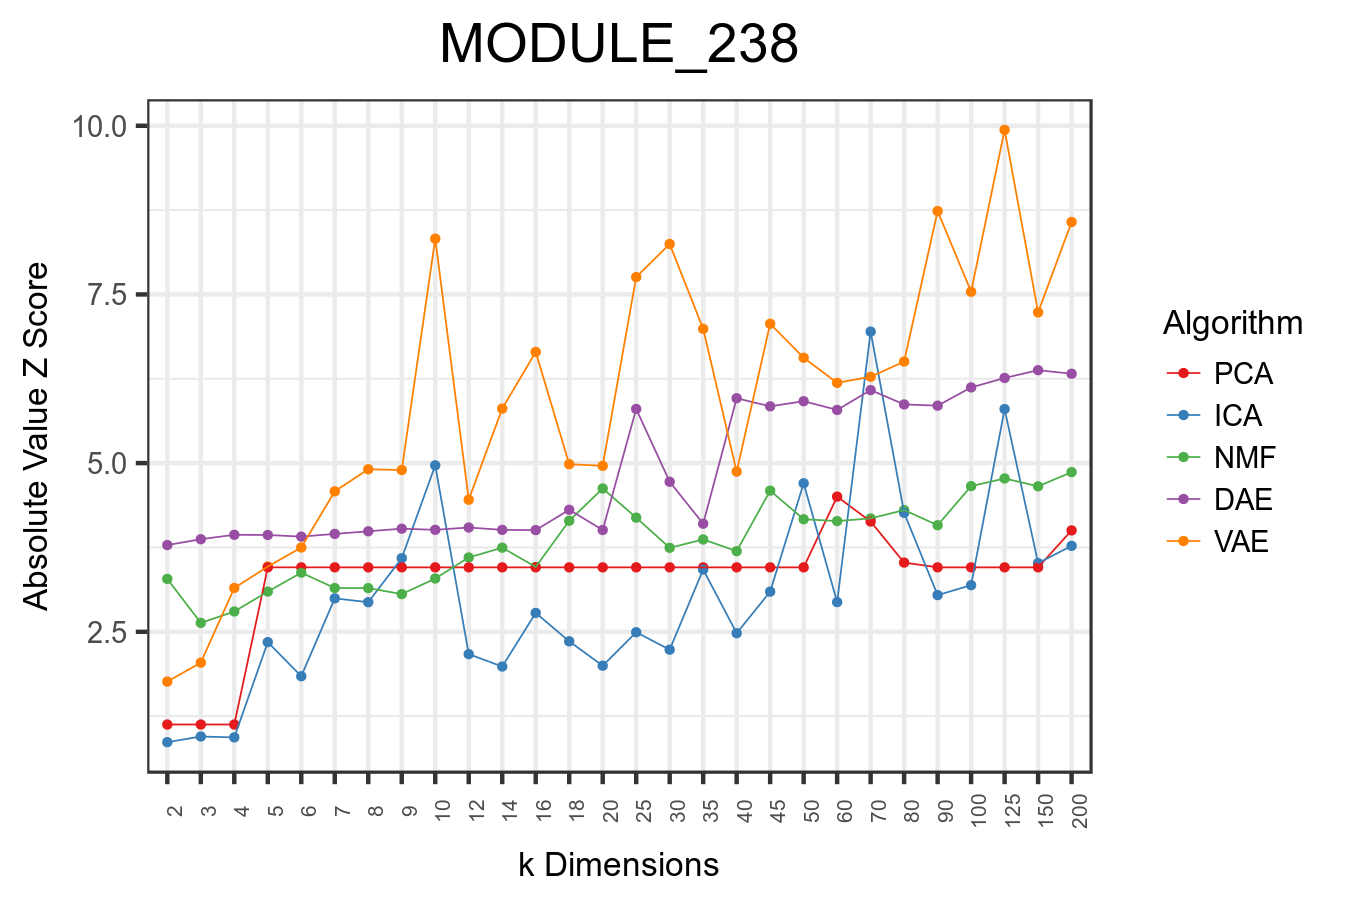 MODULE_238
Absolute Value Z Score
10.0
7.5
5.0
2.5
2 3 4 5 6 7 8 9 10 12 14 16 18 20 25 30 35 40 45 50 60 70 80 90 100 125 150 200
k Dimensions
Algorithm
PCA
ICA
NMF
DAE
VAE